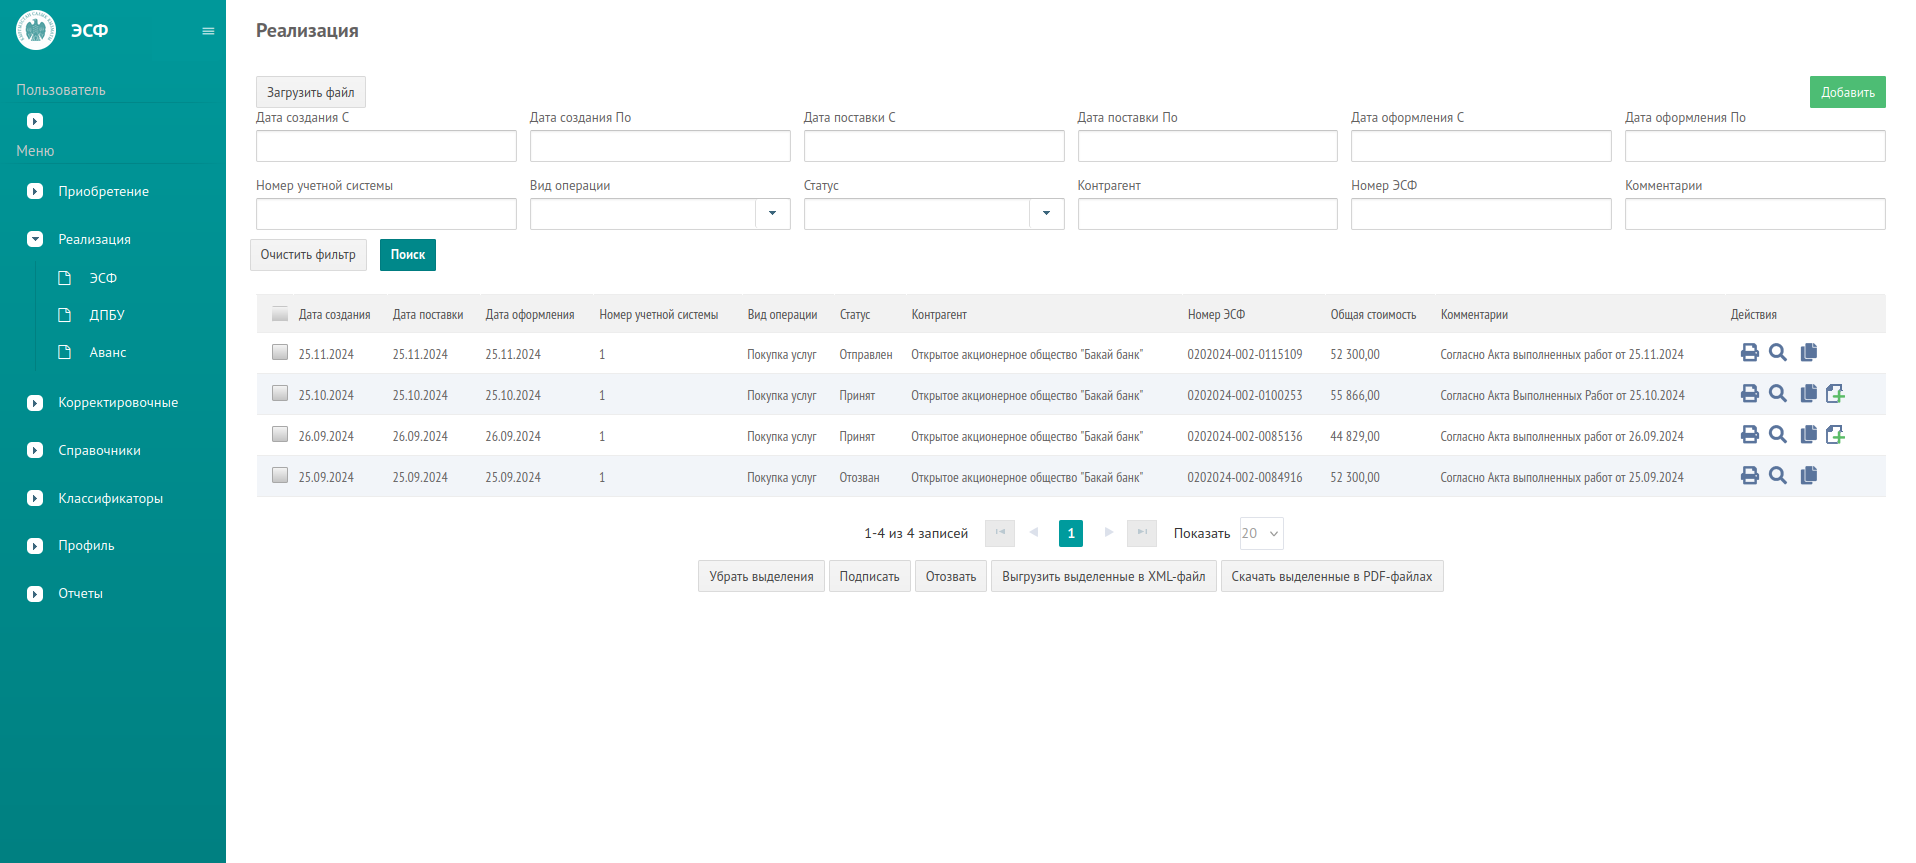 ЭСФ
Пользователь
Меню
Приобретение
Реализация
ЭСФ
ДПБУ
Аванс
Корректировочные
Справочники
Классификаторы
Профиль
Отчеты
Реализация
Загрузить файл Добавить
Дата создания С Дата создания По Дата поставки С Дата поставки По Дата оформления С Дата оформления По
Номер учетной системы Вид операции Статус Контрагент Номер ЭСФ Комментарии
Очистить фильтр Поиск
Дата создания Дата поставки Дата оформления Номер учетной системы Вид операции Статус Контрагент Номер ЭСФ Общая стоимость Комментарии Действия
25.11.2024 25.11.2024 25.11.2024 1 Покупка услуг Отправлен Открытое акционерное общество "Бакай банк" 0202024-002-0115109 52 300,00 Согласно Акта выполненных работ от 25.11.2024
25.10.2024 25.10.2024 25.10.2024 1 Покупка услуг Принят Открытое акционерное общество "Бакай банк" 0202024-002-0100253 55 866,00 Согласно Акта Выполненных Работ от 25.10.2024
26.09.2024 26.09.2024 26.09.2024 1 Покупка услуг Принят Открытое акционерное общество "Бакай банк" 0202024-002-0085136 44 829,00 Согласно Акта выполненных работ от 26.09.2024
25.09.2024 25.09.2024 25.09.2024 1 Покупка услуг Отозван Открытое акционерное общество "Бакай банк" 0202024-002-0084916 52 300,00 Согласно Акта выполненных работ от 25.09.2024
1-4 из 4 записей 1 Показать 20
Убрать выделения Подписать Отозвать Выгрузить выделенные в XML-файл Скачать выделенные в PDF-файлах